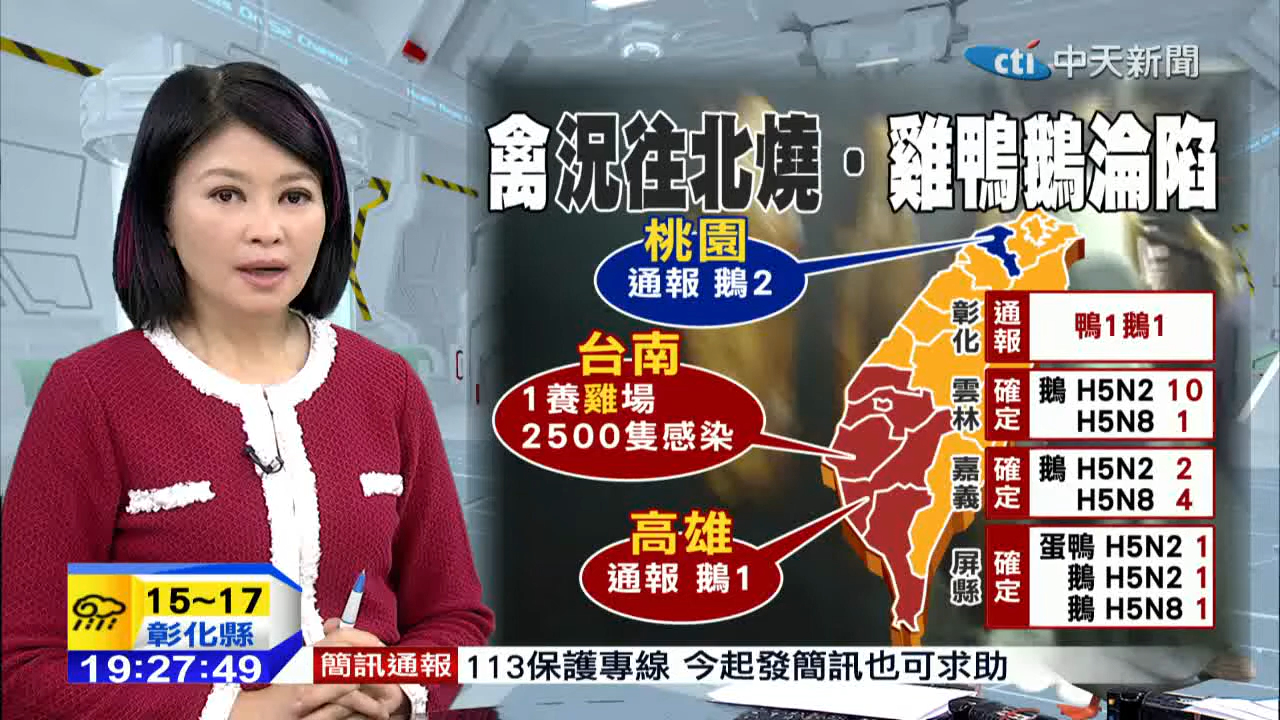 cti 中天新聞
禽況往北燒·雞鴨鵝淪陷
桃園
通報 鵝2
台南
1養雞場
2500隻感染
高雄
通報 鵝1
彰化 通報 鴨1鵝1
雲林 確定 鵝 H5N2 10
H5N8 1
嘉義 確定 鵝 H5N2 2
H5N8 4
屏縣 確定 蛋鴨 H5N2 1
鵝 H5N2 1
鵝 H5N8 1
15~17
彰化縣
19:27:49
簡訊通報 113保護專線 今起發簡訊也可求助